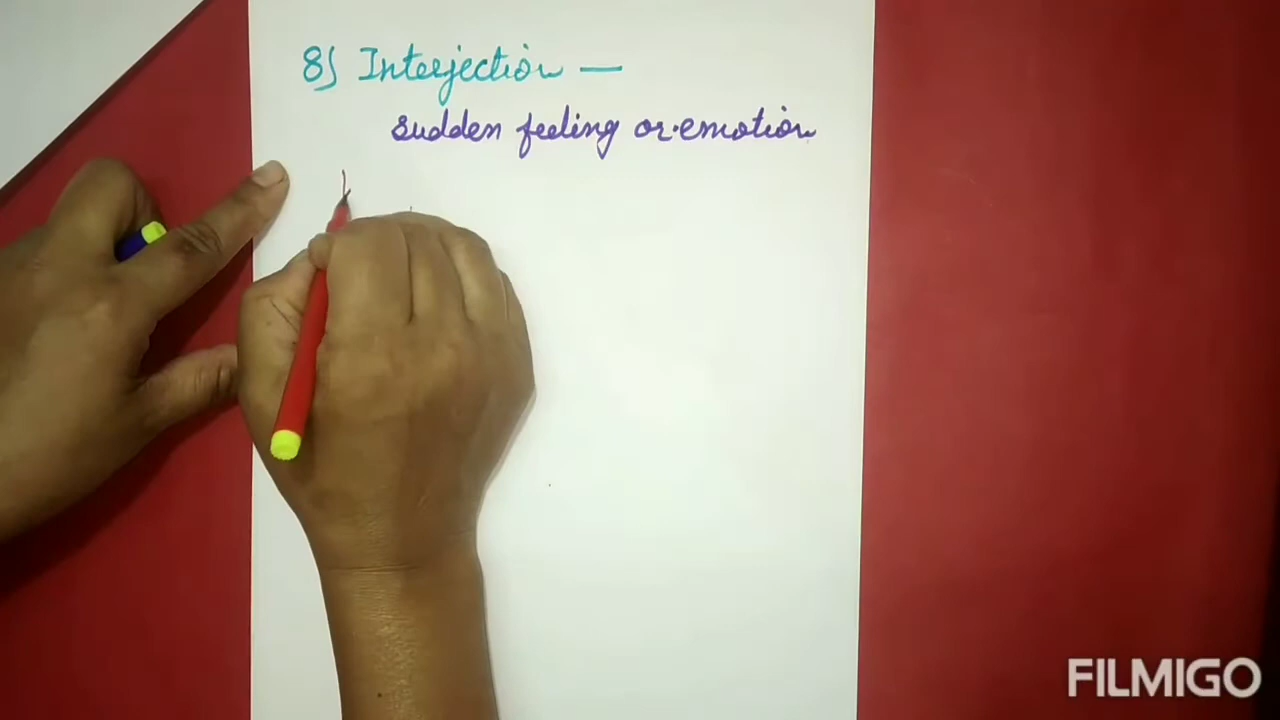 8) Interjection —
sudden feeling or emotion
FILMIGO